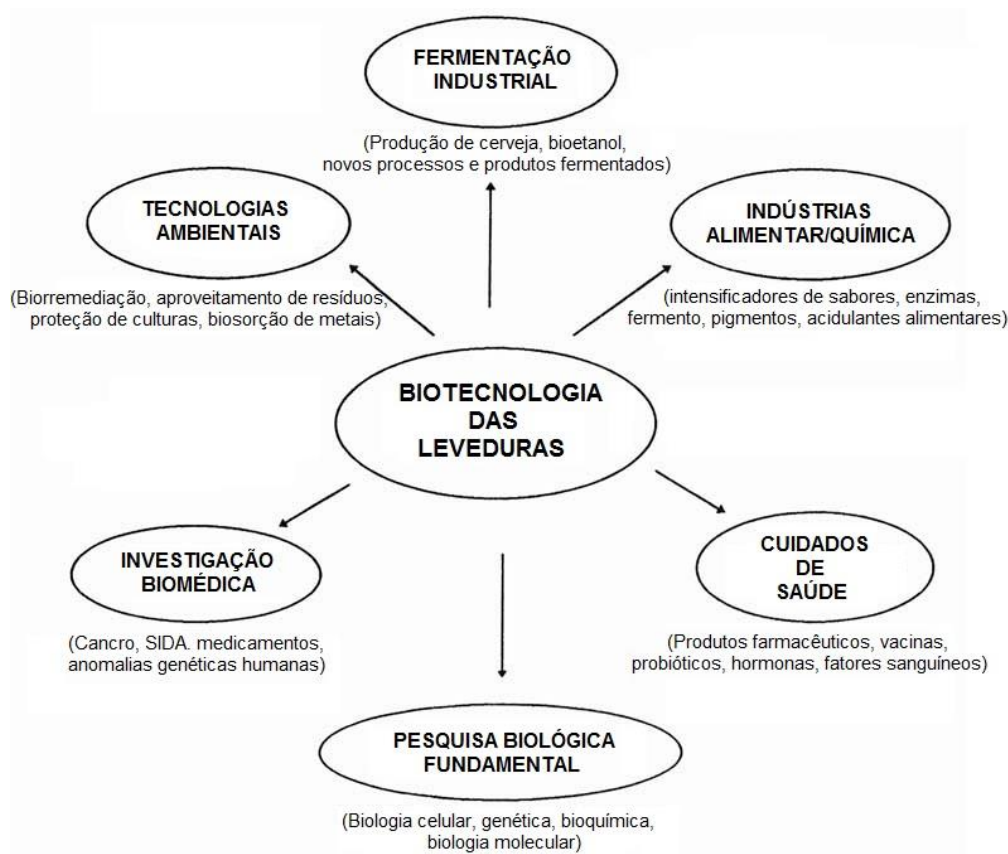 FERMENTAÇÃO
INDUSTRIAL
(Produção de cerveja, bioetanol,
novos processos e produtos fermentados)
TECNOLOGIAS
AMBIENTAIS
(Biorremediação, aproveitamento de resíduos,
proteção de culturas, biosorção de metais)
INDÚSTRIAS
ALIMENTAR/QUÍMICA
(intensificadores de sabores, enzimas,
fermento, pigmentos, acidulantes alimentares)
BIOTECNOLOGIA
DAS
LEVEDURAS
INVESTIGAÇÃO
BIOMÉDICA
(Cancro, SIDA. medicamentos,
anomalias genéticas humanas)
CUIDADOS
DE
SAÚDE
(Produtos farmacêuticos, vacinas,
probióticos, hormonas, fatores sanguíneos)
PESQUISA BIOLÓGICA
FUNDAMENTAL
(Biologia celular, genética, bioquímica,
biologia molecular)